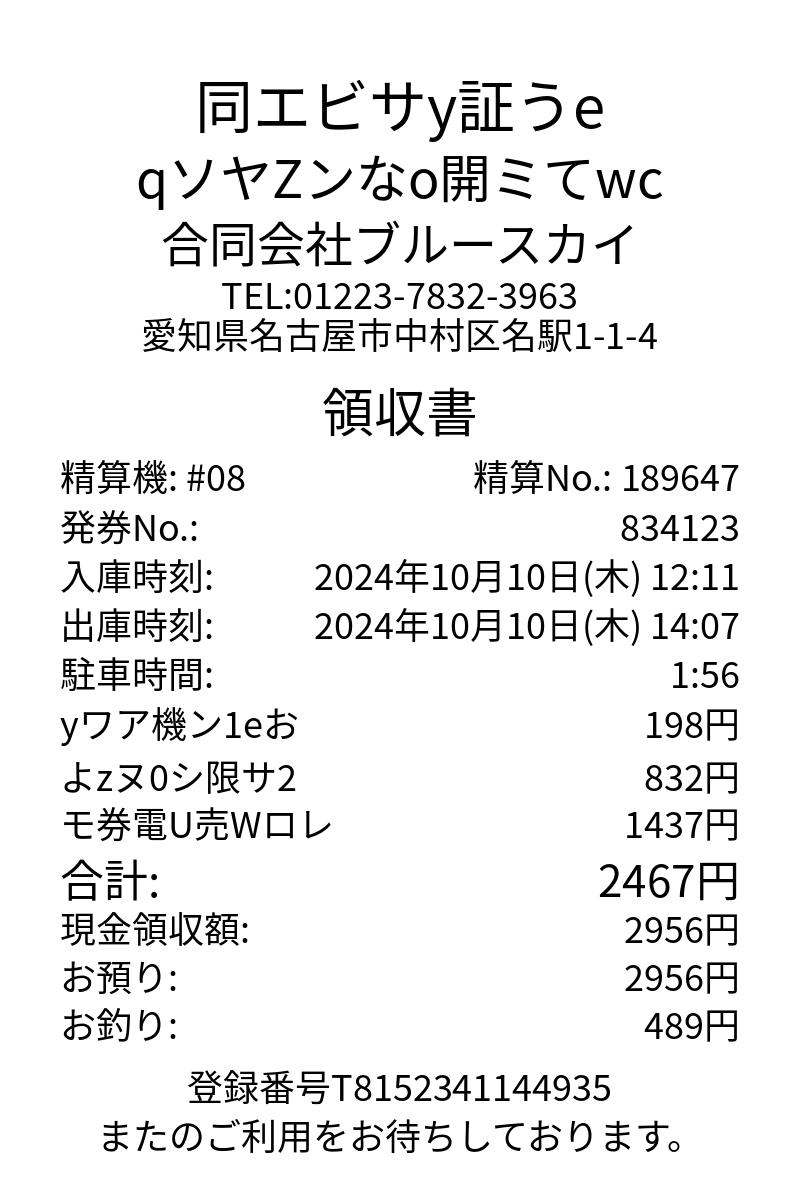 同エビサy証うe
qソヤZンなo開ミてwc
合同会社ブルースカイ
TEL:01223-7832-3963
愛知県名古屋市中村区名駅1-1-4
領収書
精算機: #08 精算No.: 189647
発券No.: 834123
入庫時刻: 2024年10月10日(木) 12:11
出庫時刻: 2024年10月10日(木) 14:07
駐車時間: 1:56
yワア機ン1eお 198円
よzヌ0シ限サ2 832円
モ券電U売Wロレ 1437円
合計: 2467円
現金領収額: 2956円
お預り: 2956円
お釣り: 489円
登録番号T8152341144935
またのご利用をお待ちしております。